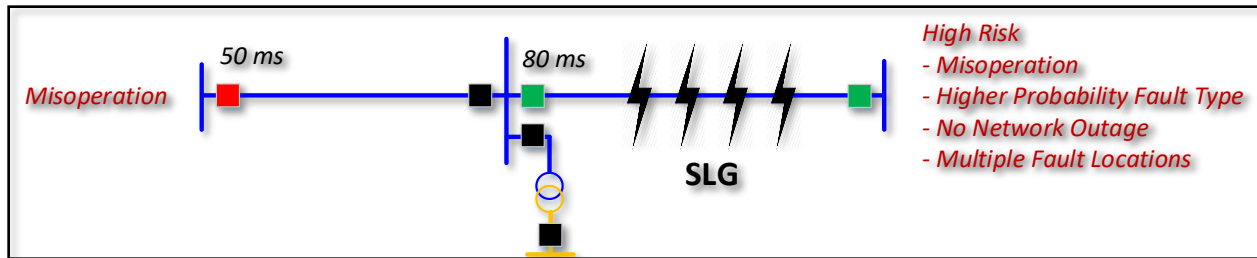 Misoperation
50 ms
80 ms
SLG
High Risk
- Misoperation
- Higher Probability Fault Type
- No Network Outage
- Multiple Fault Locations